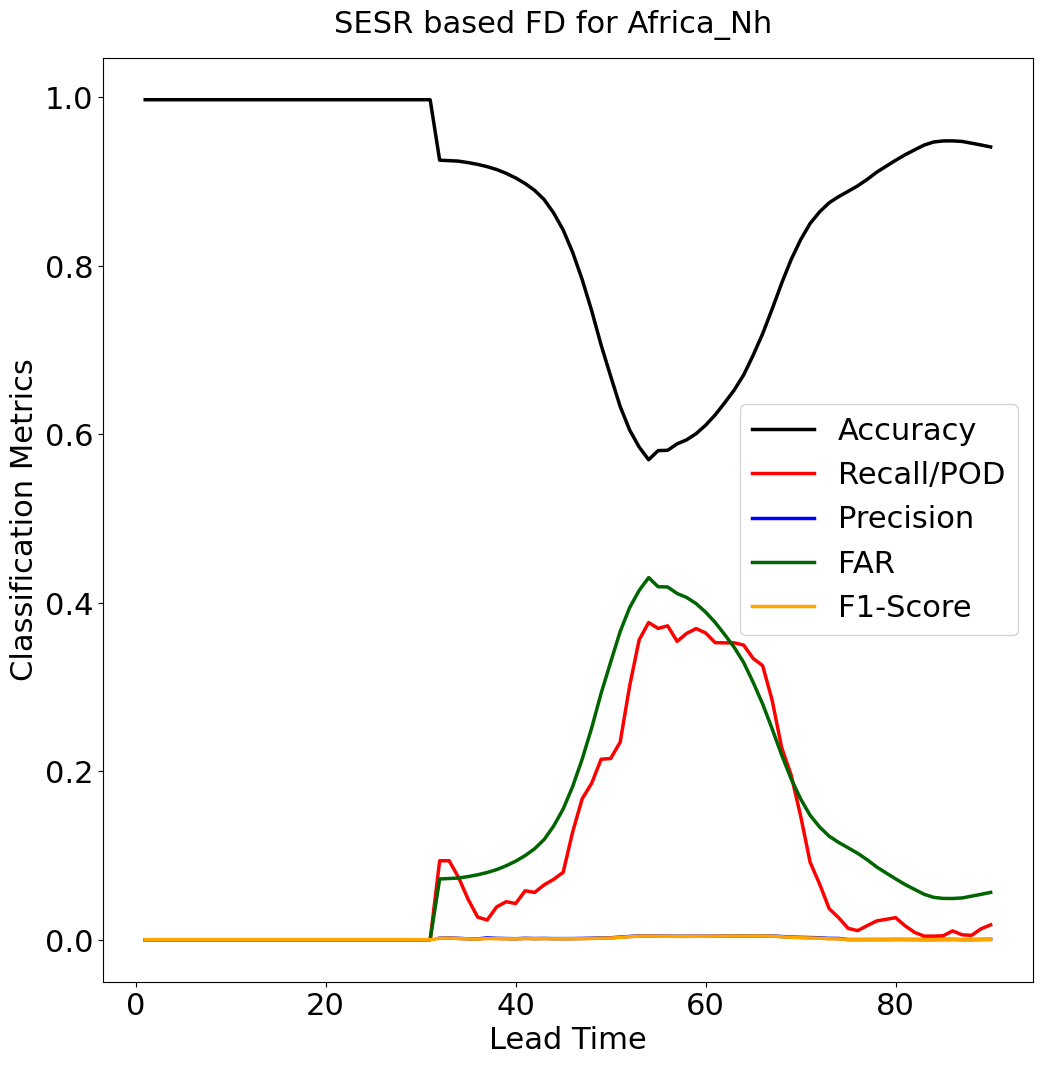 SESR based FD for Africa_Nh
Classification Metrics
1.0
0.8
0.6
0.4
0.2
0.0
Accuracy
Recall/POD
Precision
FAR
F1-Score
0 20 40 60 80
Lead Time